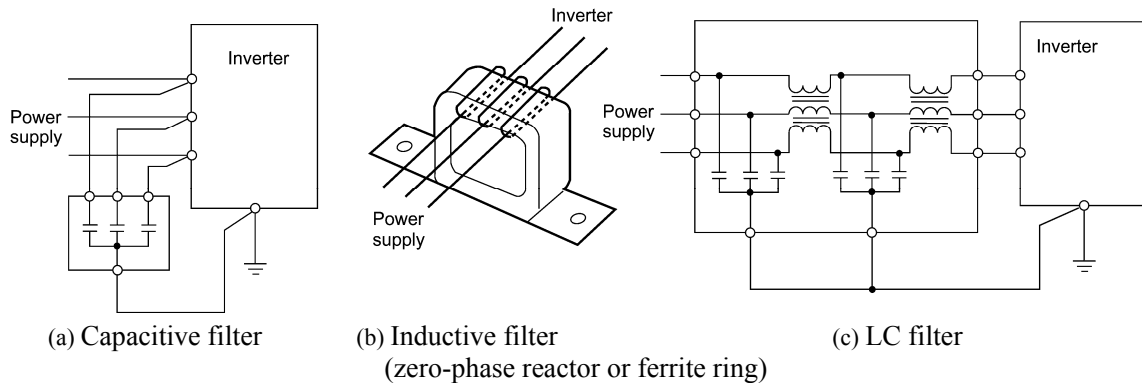 Inverter
Power
supply
(a) Capacitive filter
Inverter
Power
supply
(b) Inductive filter
(zero-phase reactor or ferrite ring)
Inverter
Power
supply
(c) LC filter